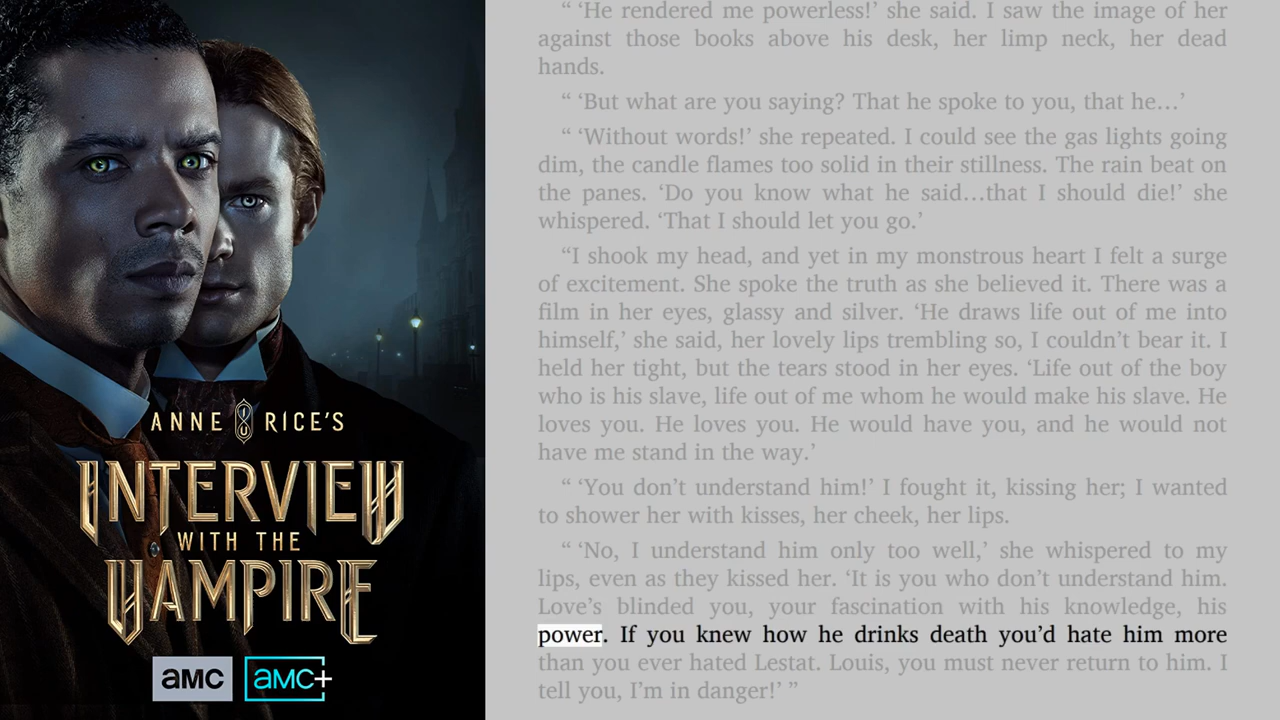 ANNE RICE'S
INTERVIEW
WITH THE
VAMPIRE
aMC
aMC+
“ ‘He rendered me powerless!’ she said. I saw the image of her
against those books above his desk, her limp neck, her dead
hands.
“ ‘But what are you saying? That he spoke to you, that he…’
“ ‘Without words!’ she repeated. I could see the gas lights going
dim, the candle flames too solid in their stillness. The rain beat on
the panes. ‘Do you know what he said…that I should die!’ she
whispered. ‘That I should let you go.’
“I shook my head, and yet in my monstrous heart I felt a surge
of excitement. She spoke the truth as she believed it. There was a
film in her eyes, glassy and silver. ‘He draws life out of me into
himself,’ she said, her lovely lips trembling so, I couldn’t bear it. I
held her tight, but the tears stood in her eyes. ‘Life out of the boy
who is his slave, life out of me whom he would make his slave. He
loves you. He loves you. He would have you, and he would not
have me stand in the way.’
“ ‘You don’t understand him!’ I fought it, kissing her; I wanted
to shower her with kisses, her cheek, her lips.
“ ‘No, I understand him only too well,’ she whispered to my
lips, even as they kissed her. ‘It is you who don’t understand him.
Love’s blinded you, your fascination with his knowledge, his
power. If you knew how he drinks death you’d hate him more
than you ever hated Lestat. Louis, you must never return to him. I
tell you, I’m in danger!’ ”